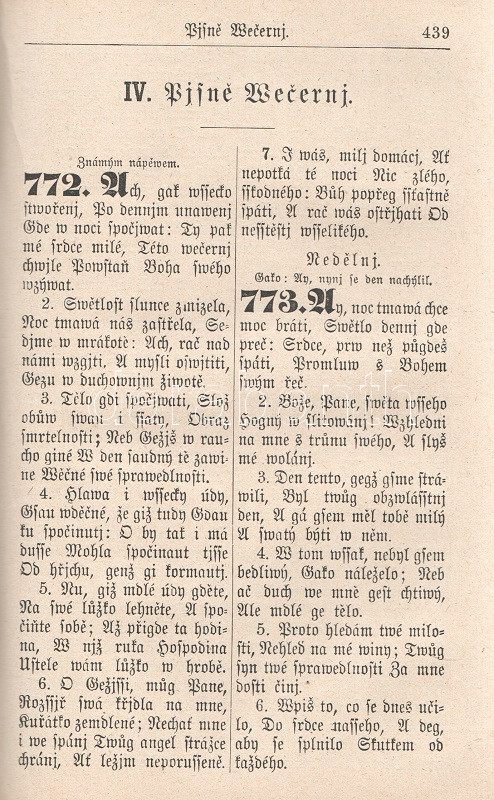 Pjsně Wečernj.
439
IV. Pjsně Wečernj.
Známým nápěwem.
772. Ach, gak wssecko
stwořenj, Po dennjm unawenj
Gde w noci spočjwat: Ty pak
mé srdce milé, Této wečernj
chwjle Powstaň Boha swého
wzýwat.
2. Swětlost slunce zmizela,
Noc tmawá nás zastřela, Se-
djme w mrákotě: Ach, rač nad
námi wzgjti, A mysli oswjtiti,
Gezu w duchownjm žiwotě.
3. Tělo gdi spočjwati, Slož
obůw swau i ssaty, Obraz
smrtelnosti; Neb Gežjš w rau-
cho giné W den saudný tě zawi-
ne Wěčné swé sprawedlnosti.
4. Hlawa i wssecky údy,
Gsau wděčné, že giž tudy Gdau
ku spočinutj: O by tak i má
dusse Mohla spočinaut tjsse
Od hřjchu, genž gi kormautj.
5. Nu, giž mdlé údy gděte,
Na swé lůžko lehněte, A spo-
čiňte sobě; Až přigde ta hodi-
na, W njž ruka Hospodina
Ustele wám lůžko w hrobě.
6. O Gežjssi, můg Pane,
Rozssjř swá křjdla na mne,
Kuřátko zemdlené; Nechať mne
i we spánj Twůg angel strážce
chránj, Ať ležjm neporussené.
7. I wás, milj domácj, Ať
nepotká té noci Nic zlého,
sskodného: Bůh popřeg ssťastně
spáti, A rač wás ostřjhati Od
nesstěstj wsselikého.
Nedělnj.
Gako: Ay, nynj se den nachýlil.
773. Ay, noc tmawá chce
moc bráti, Swětlo dennj gde
preč: Srdce, prw než půgdeš
spáti, Promluw s Bohem
swým řeč.
2. Bože, Pane, swěta wsseho
Hogný w slitowánj! Wzhledni
na mne s trůnu swého, A slyš
mé wolánj.
3. Den tento, gegž gsme strá-
wili, Byl twůg obzwlásstnj
den, A gá gsem měl tobě milý
A swatý býti w něm.
4. W tom wssak, nebyl gsem
bedliwý, Gako náleželo; Neb
ač duch we mně gest chtiwý,
Ale mdlé ge tělo.
5. Proto hledám twé milo-
sti, Nehled na mé winy; Twůg
syn twé sprawedlnosti Za mne
dosti činj.
6. Wpiš to, co se dnes uči-
lo, Do srdce nasseho, A deg,
aby se splnilo Skutkem od
každého.